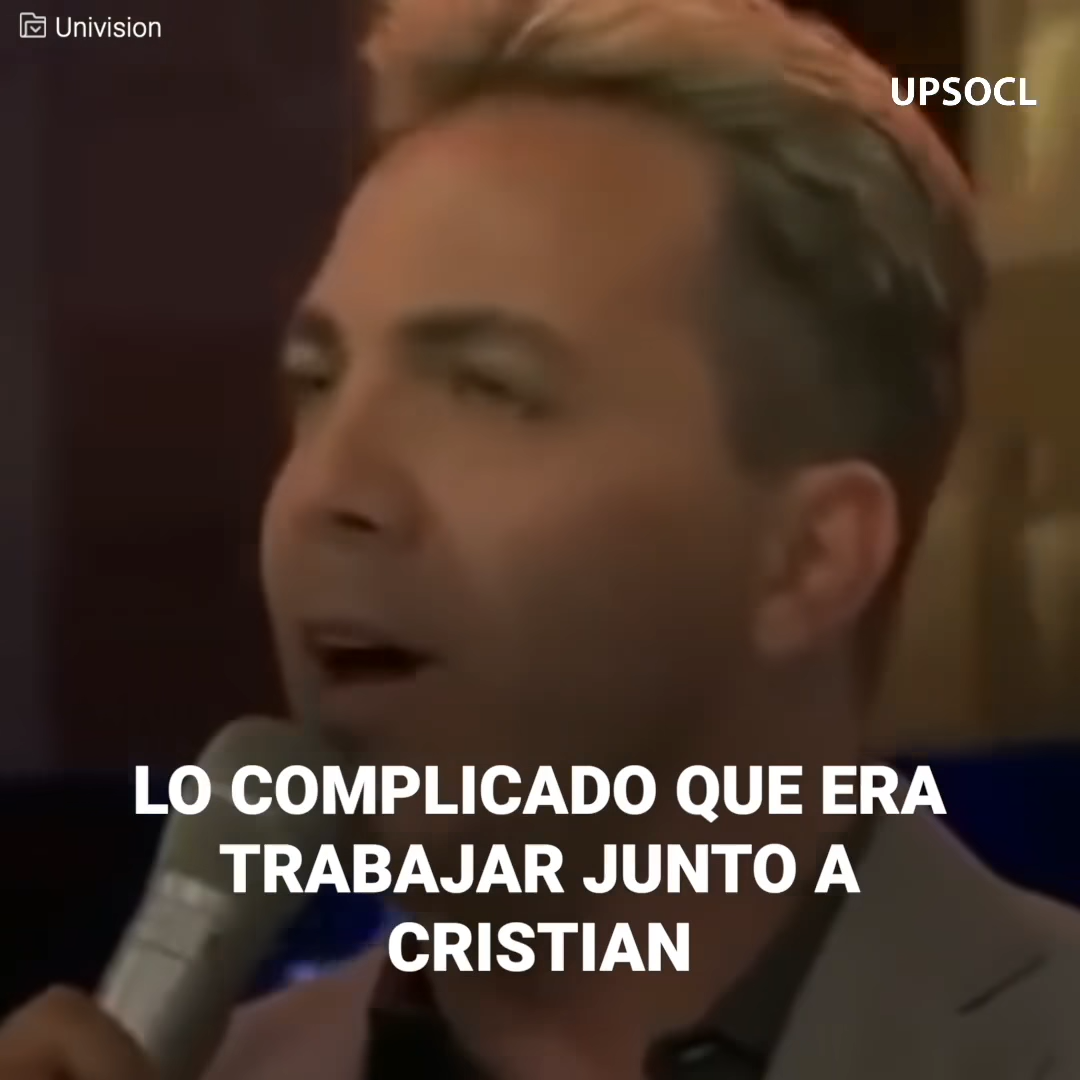 Univision
UPSOCL
LO COMPLICADO QUE ERA
TRABAJAR JUNTO A
CRISTIAN